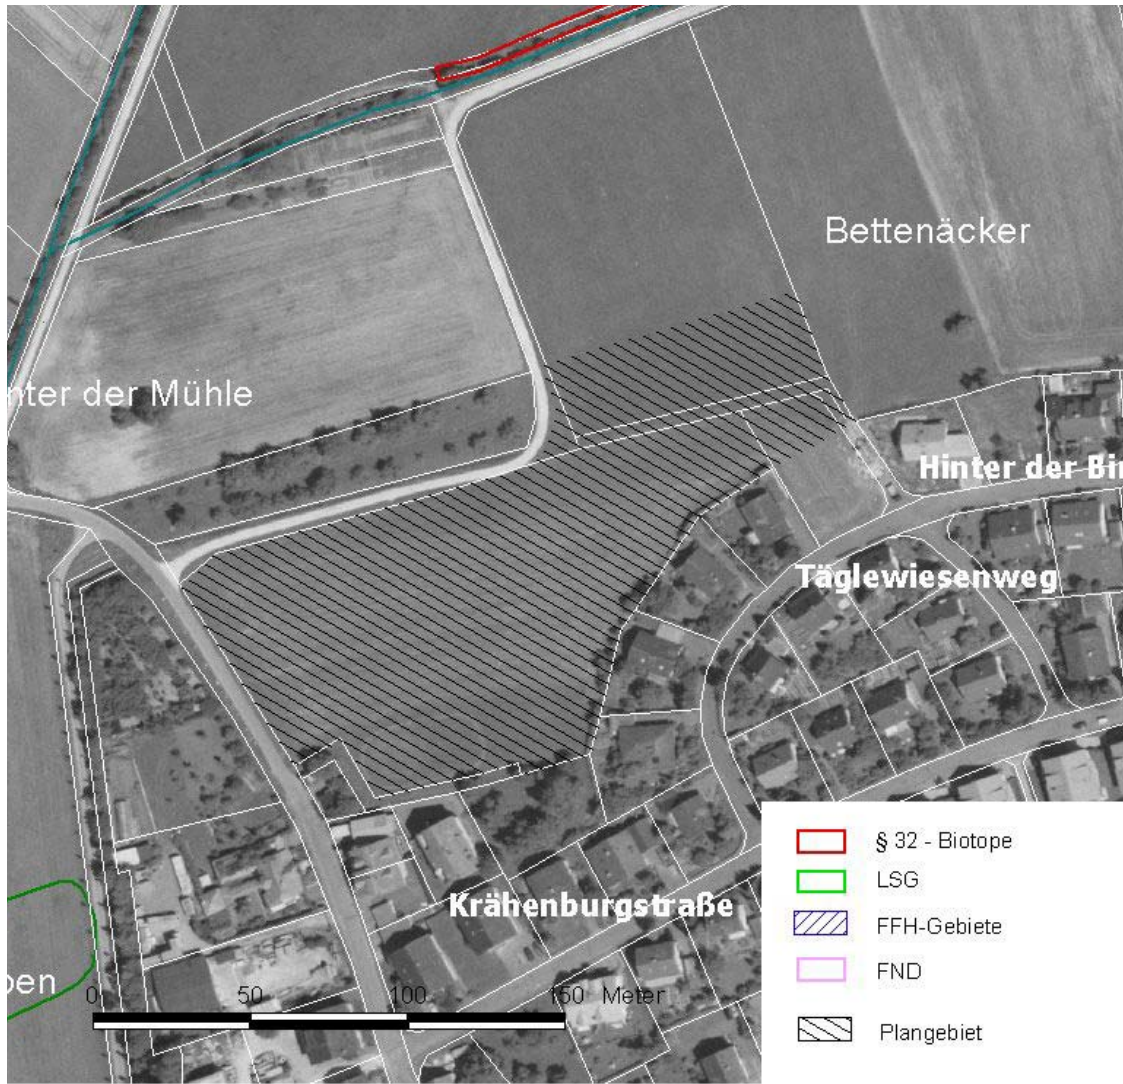 Bettenäcker
nter der Mühle
Hinter der Bir
Täglewiesenweg
Krähenburgstraße
ben
0 50 100 150 Meter
§ 32 - Biotope
LSG
FFH-Gebiete
FND
Plangebiet